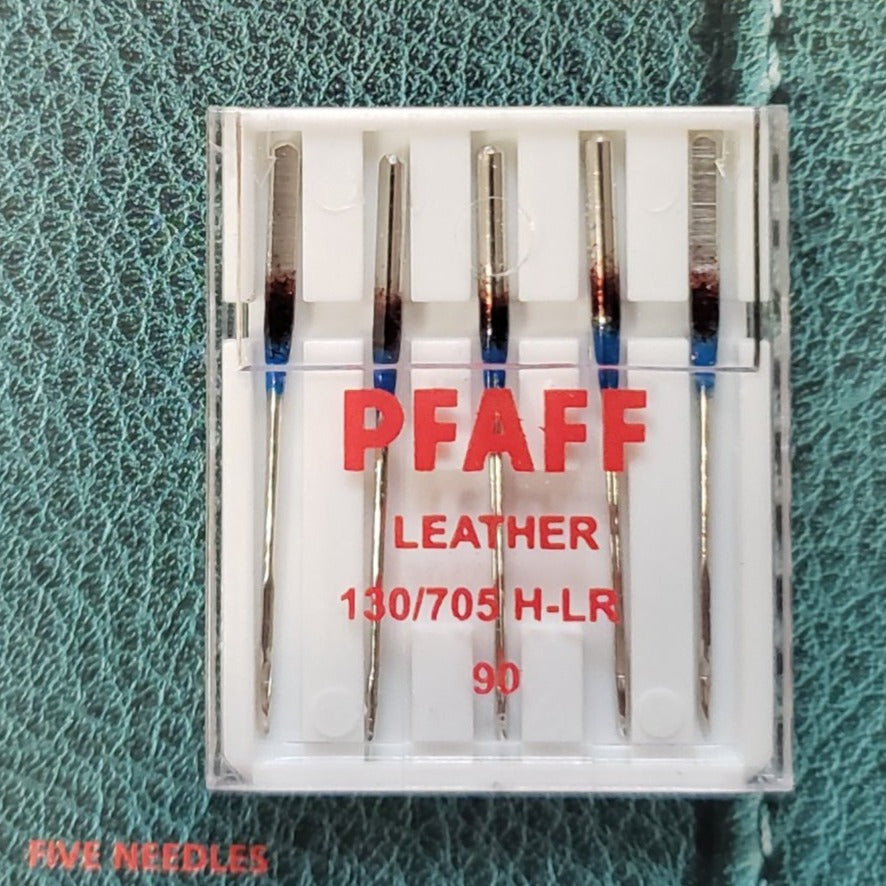 PFAFF
LEATHER
130/705 H-LR
90
FIVE NEEDLES